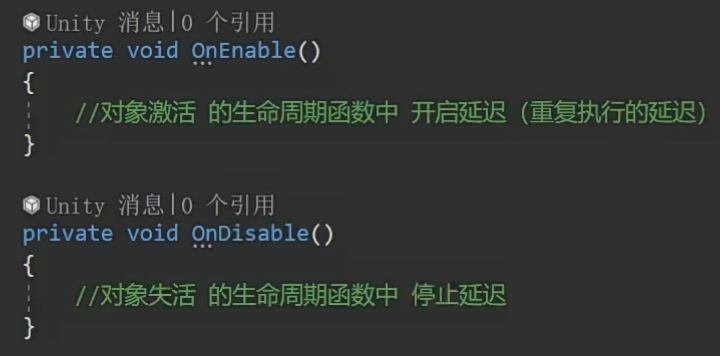 Unity 消息|0 个引用
private void OnEnable()
{
//对象激活 的生命周期函数中 开启延迟（重复执行的延迟）
}
Unity 消息|0 个引用
private void OnDisable()
{
//对象失活 的生命周期函数中 停止延迟
}